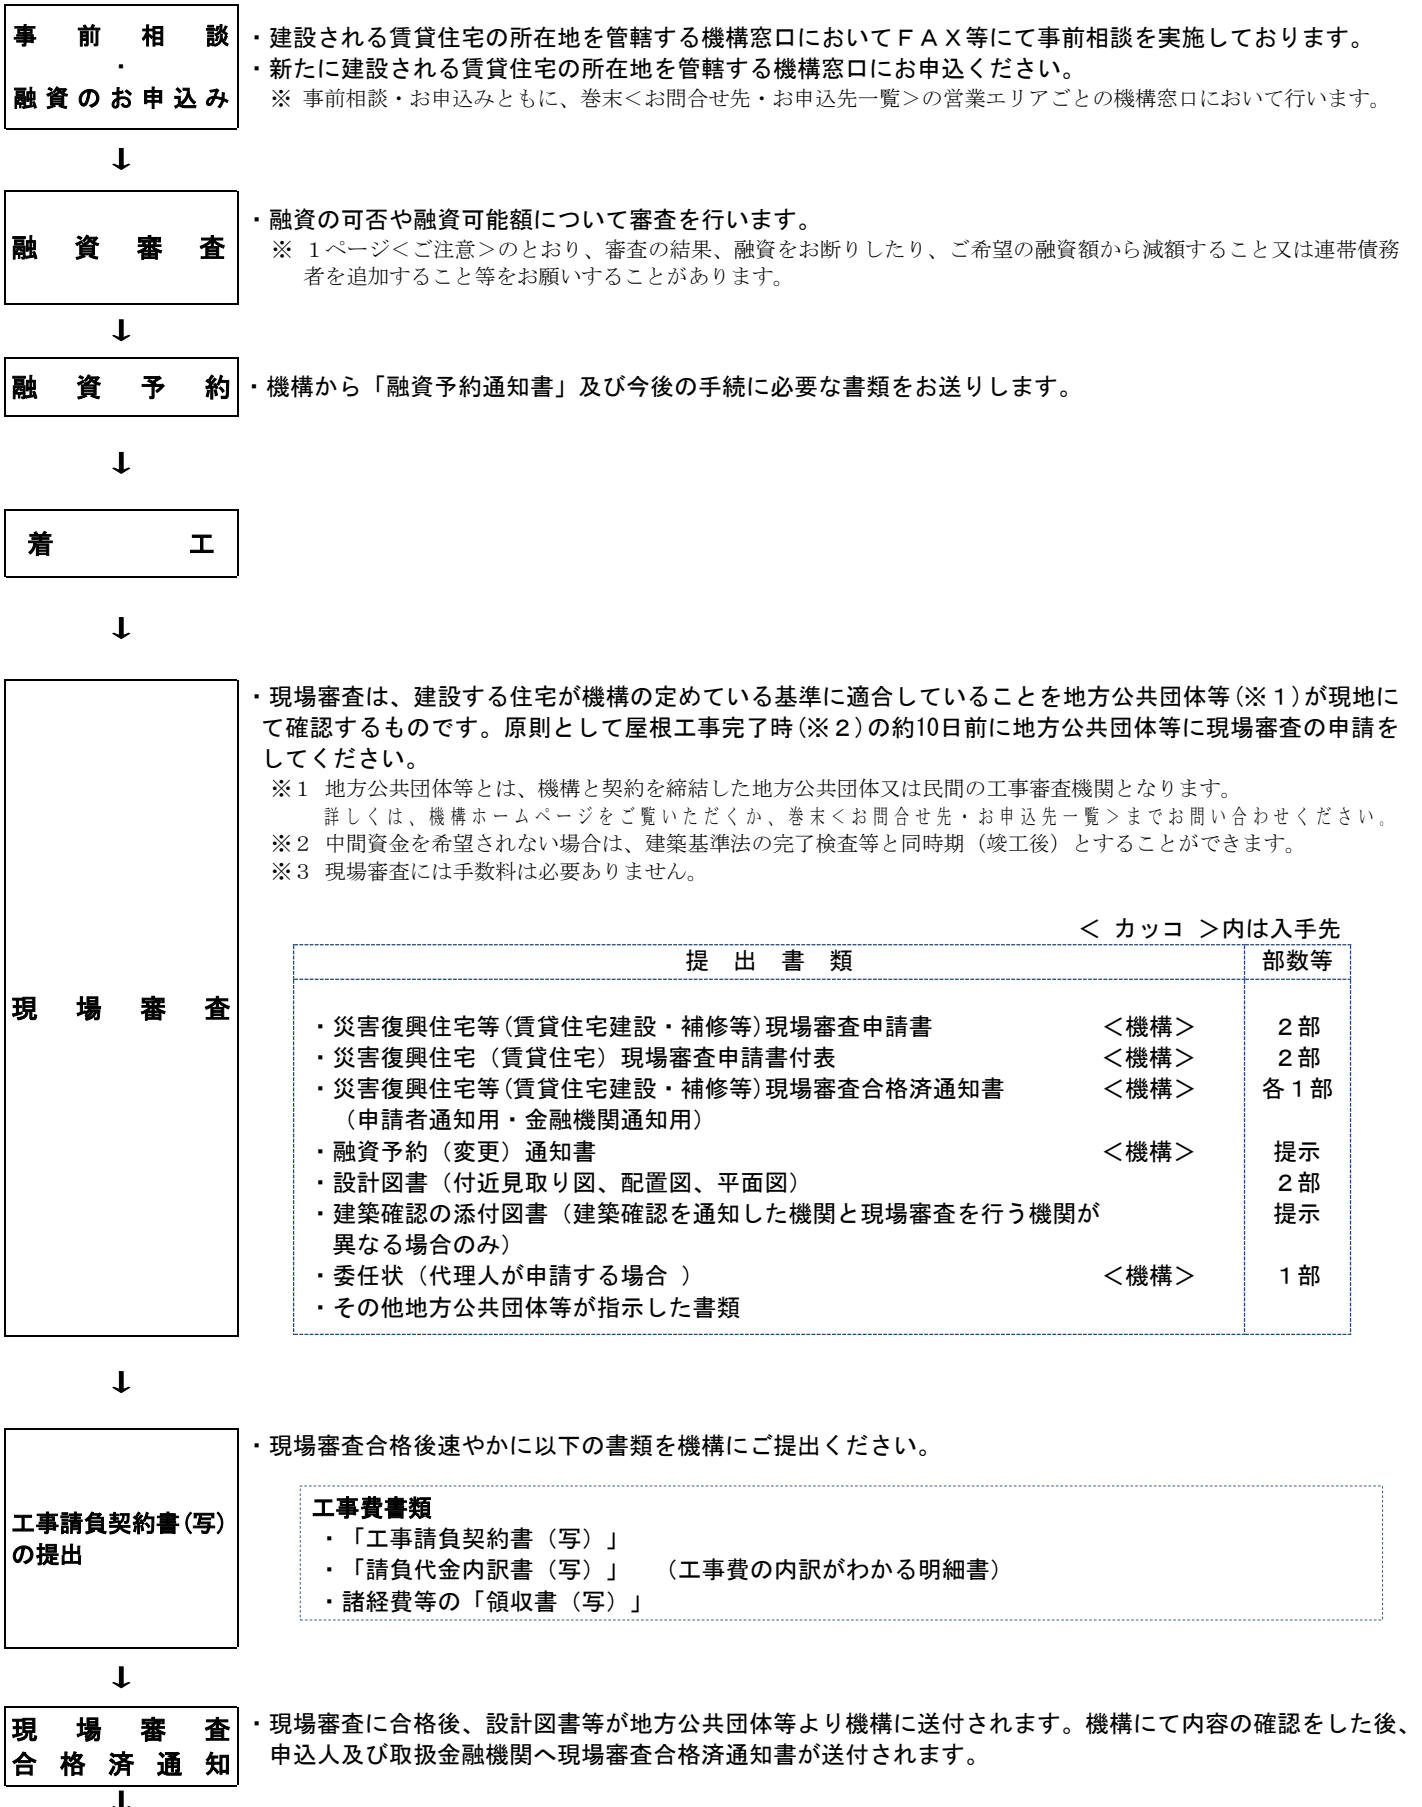 事前相談
・
融資のお申込み
・建設される賃貸住宅の所在地を管轄する機構窓口においてＦＡＸ等にて事前相談を実施しております。
・新たに建設される賃貸住宅の所在地を管轄する機構窓口にお申込ください。
※ 事前相談・お申込みともに、巻末＜お問合せ先・お申込先一覧＞の営業エリアごとの機構窓口において行います。
↓
融資審査
・融資の可否や融資可能額について審査を行います。
※ １ページ＜ご注意＞のとおり、審査の結果、融資をお断りしたり、ご希望の融資額から減額すること又は連帯債務
者を追加すること等をお願いすることがあります。
↓
融資予約
・機構から「融資予約通知書」及び今後の手続に必要な書類をお送りします。
↓
着工
↓
現場審査
・現場審査は、建設する住宅が機構の定めている基準に適合していることを地方公共団体等(※１)が現地に
て確認するものです。原則として屋根工事完了時(※２)の約10日前に地方公共団体等に現場審査の申請を
してください。
※１ 地方公共団体等とは、機構と契約を締結した地方公共団体又は民間の工事審査機関となります。
詳しくは、機構ホームページをご覧いただくか、巻末＜お問合せ先・お申込先一覧＞までお問い合わせください。
※２ 中間資金を希望されない場合は、建築基準法の完了検査等と同時期（竣工後）とすることができます。
※３ 現場審査には手数料は必要ありません。
＜ カッコ ＞内は入手先
提出書類 部数等
・災害復興住宅等(賃貸住宅建設・補修等)現場審査申請書 ＜機構＞ ２部
・災害復興住宅（賃貸住宅）現場審査申請書付表 ＜機構＞ ２部
・災害復興住宅等(賃貸住宅建設・補修等)現場審査合格済通知書 ＜機構＞ 各１部
（申請者通知用・金融機関通知用）
・融資予約（変更）通知書 ＜機構＞ 提示
・設計図書（付近見取り図、配置図、平面図） ２部
・建築確認の添付図書（建築確認を通知した機関と現場審査を行う機関が 提示
異なる場合のみ）
・委任状（代理人が申請する場合 ） ＜機構＞ １部
・その他地方公共団体等が指示した書類
↓
工事請負契約書(写)
の提出
・現場審査合格後速やかに以下の書類を機構にご提出ください。
工事費書類
・「工事請負契約書（写）」
・「請負代金内訳書（写）」 （工事費の内訳がわかる明細書）
・諸経費等の「領収書（写）」
↓
現場審査
合格済通知
・現場審査に合格後、設計図書等が地方公共団体等より機構に送付されます。機構にて内容の確認をした後、
申込人及び取扱金融機関へ現場審査合格済通知書が送付されます。
↓